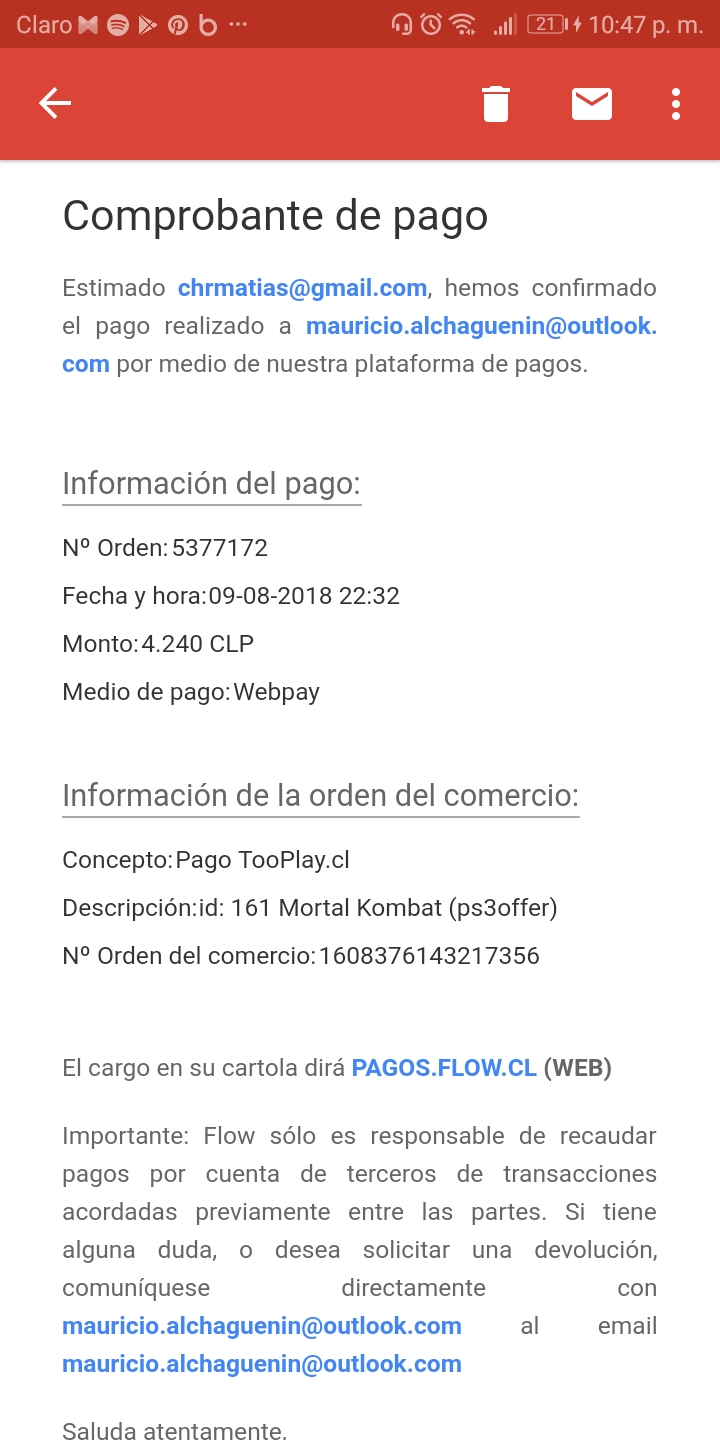 Claro ... 21 10:47 p. m.
Comprobante de pago
Estimado chrmatias@gmail.com, hemos confirmado
el pago realizado a mauricio.alchaguenin@outlook.
com por medio de nuestra plataforma de pagos.
Información del pago:
Nº Orden:5377172
Fecha y hora:09-08-2018 22:32
Monto:4.240 CLP
Medio de pago:Webpay
Información de la orden del comercio:
Concepto:Pago TooPlay.cl
Descripción:id: 161 Mortal Kombat (ps3offer)
Nº Orden del comercio:1608376143217356
El cargo en su cartola dirá PAGOS.FLOW.CL (WEB)
Importante: Flow sólo es responsable de recaudar
pagos por cuenta de terceros de transacciones
acordadas previamente entre las partes. Si tiene
alguna duda, o desea solicitar una devolución,
comuníquese directamente con
mauricio.alchaguenin@outlook.com al email
mauricio.alchaguenin@outlook.com
Saluda atentamente.